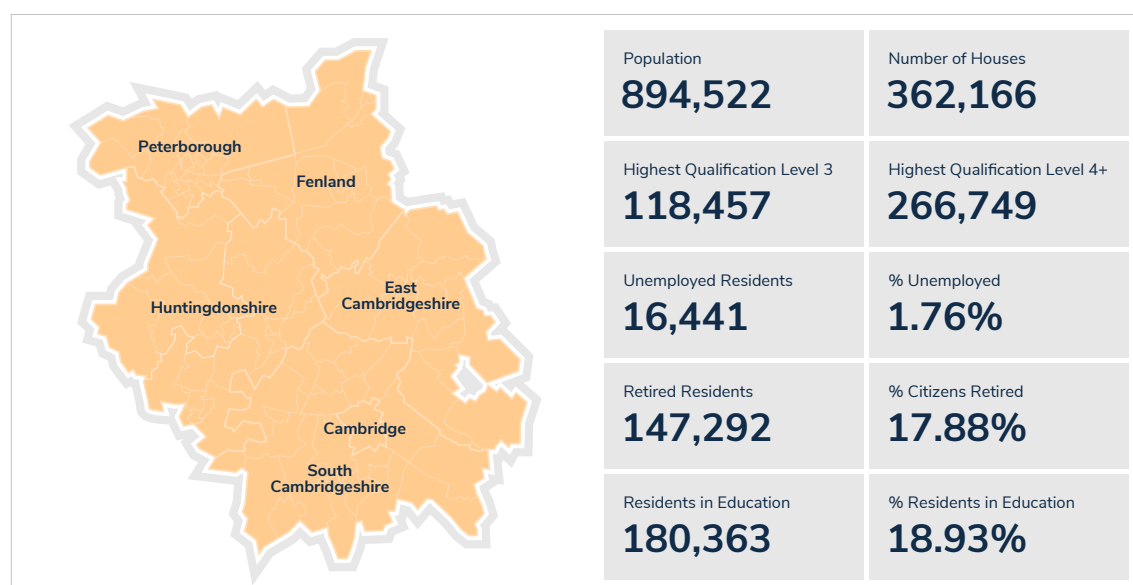 Peterborough
Fenland
East
Cambridgeshire
Huntingdonshire
Cambridge
South
Cambridgeshire
Population
894,522
Number of Houses
362,166
Highest Qualification Level 3
118,457
Highest Qualification Level 4+
266,749
Unemployed Residents
16,441
% Unemployed
1.76%
Retired Residents
147,292
% Citizens Retired
17.88%
Residents in Education
180,363
% Residents in Education
18.93%